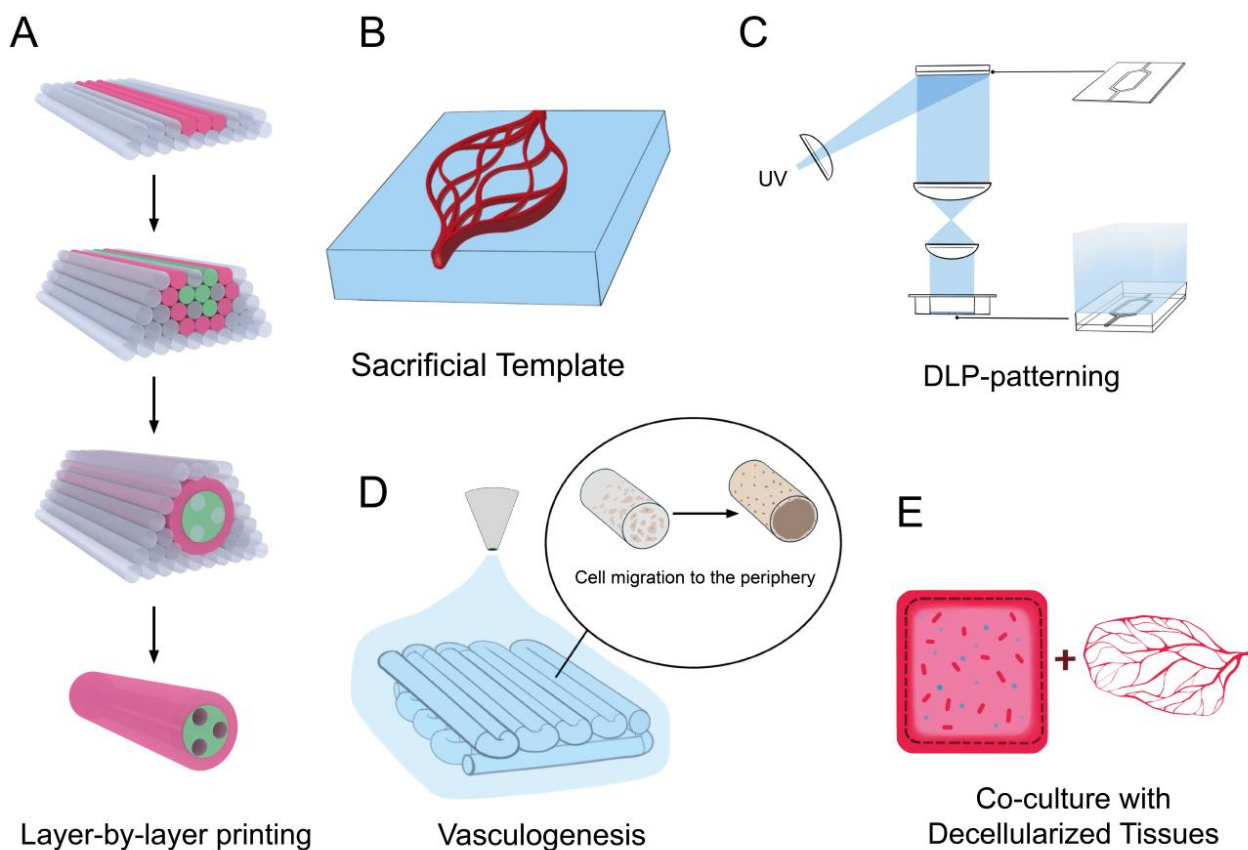 A
Layer-by-layer printing
B
Sacrificial Template
C
UV
DLP-patterning
D
Cell migration to the periphery
Vasculogenesis
E
+
Co-culture with
Decellularized Tissues